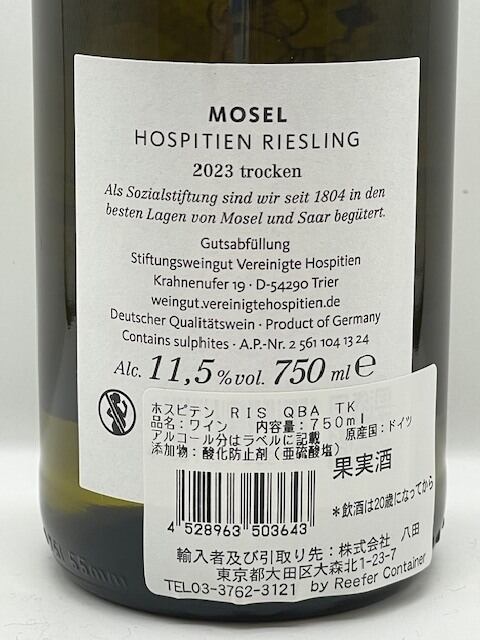 MOSEL
HOSPITIEN RIESLING
2023 trocken
Als Sozialstiftung sind wir seit 1804 in den
besten Lagen von Mosel und Saar begütert.
Gutsabfüllung
Stiftungsweingut Vereinigte Hospitien
Krahnenufer 19 · D-54290 Trier
weingut.vereinigtehospitien.de
Deutscher Qualitätswein · Product of Germany
Contains sulphites · A.P.-Nr. 2 561 104 13 24
Alc. 11,5 % vol. 750 ml ℮
ホスピテン RIS QBA TK
品名：ワイン 内容量：750ml
アルコール分はラベルに記載 原産国：ドイツ
添加物：酸化防止剤（亜硫酸塩）
果実酒
＊飲酒は20歳になってから
4 528963 503643
輸入者及び引取り先：株式会社 八田
東京都大田区大森北1-23-7
TEL03-3762-3121 by Reefer Container
55mm